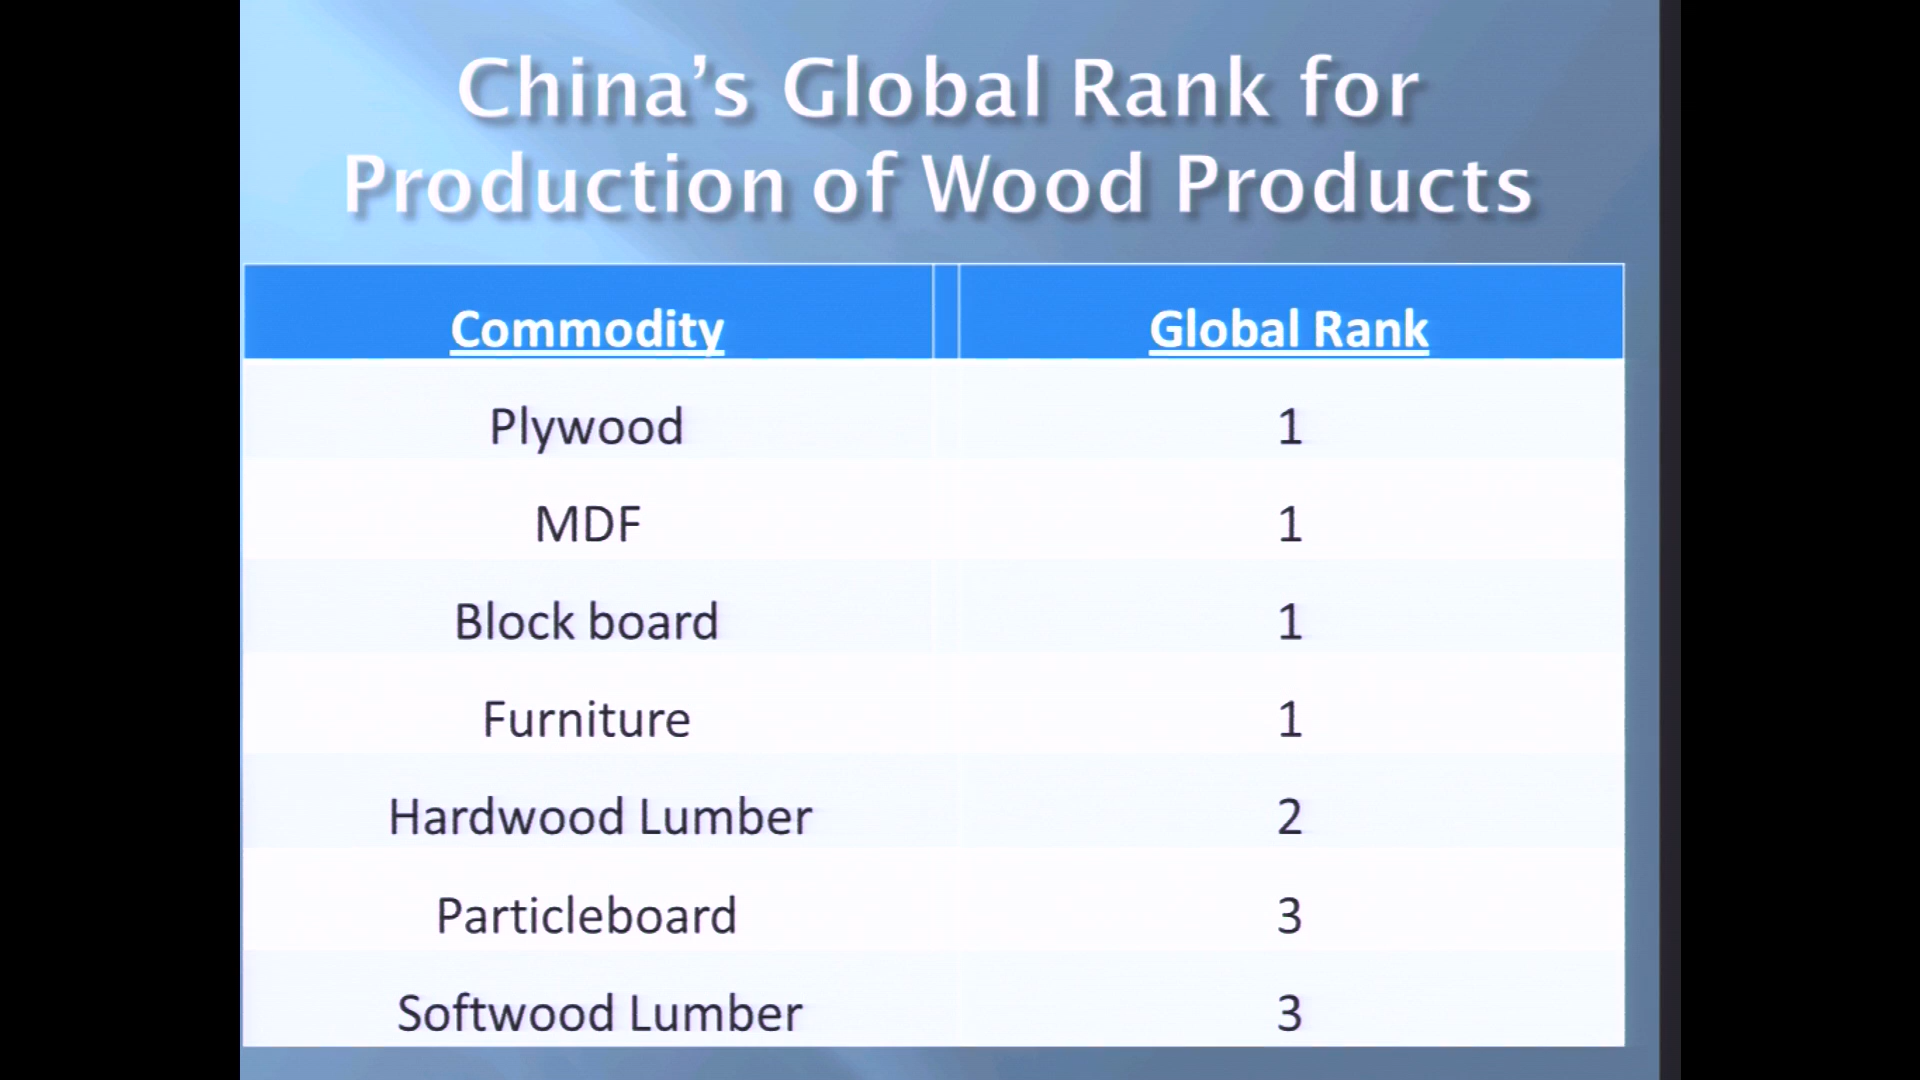 China’s Global Rank for
Production of Wood Products
Commodity Global Rank
Plywood 1
MDF 1
Block board 1
Furniture 1
Hardwood Lumber 2
Particleboard 3
Softwood Lumber 3